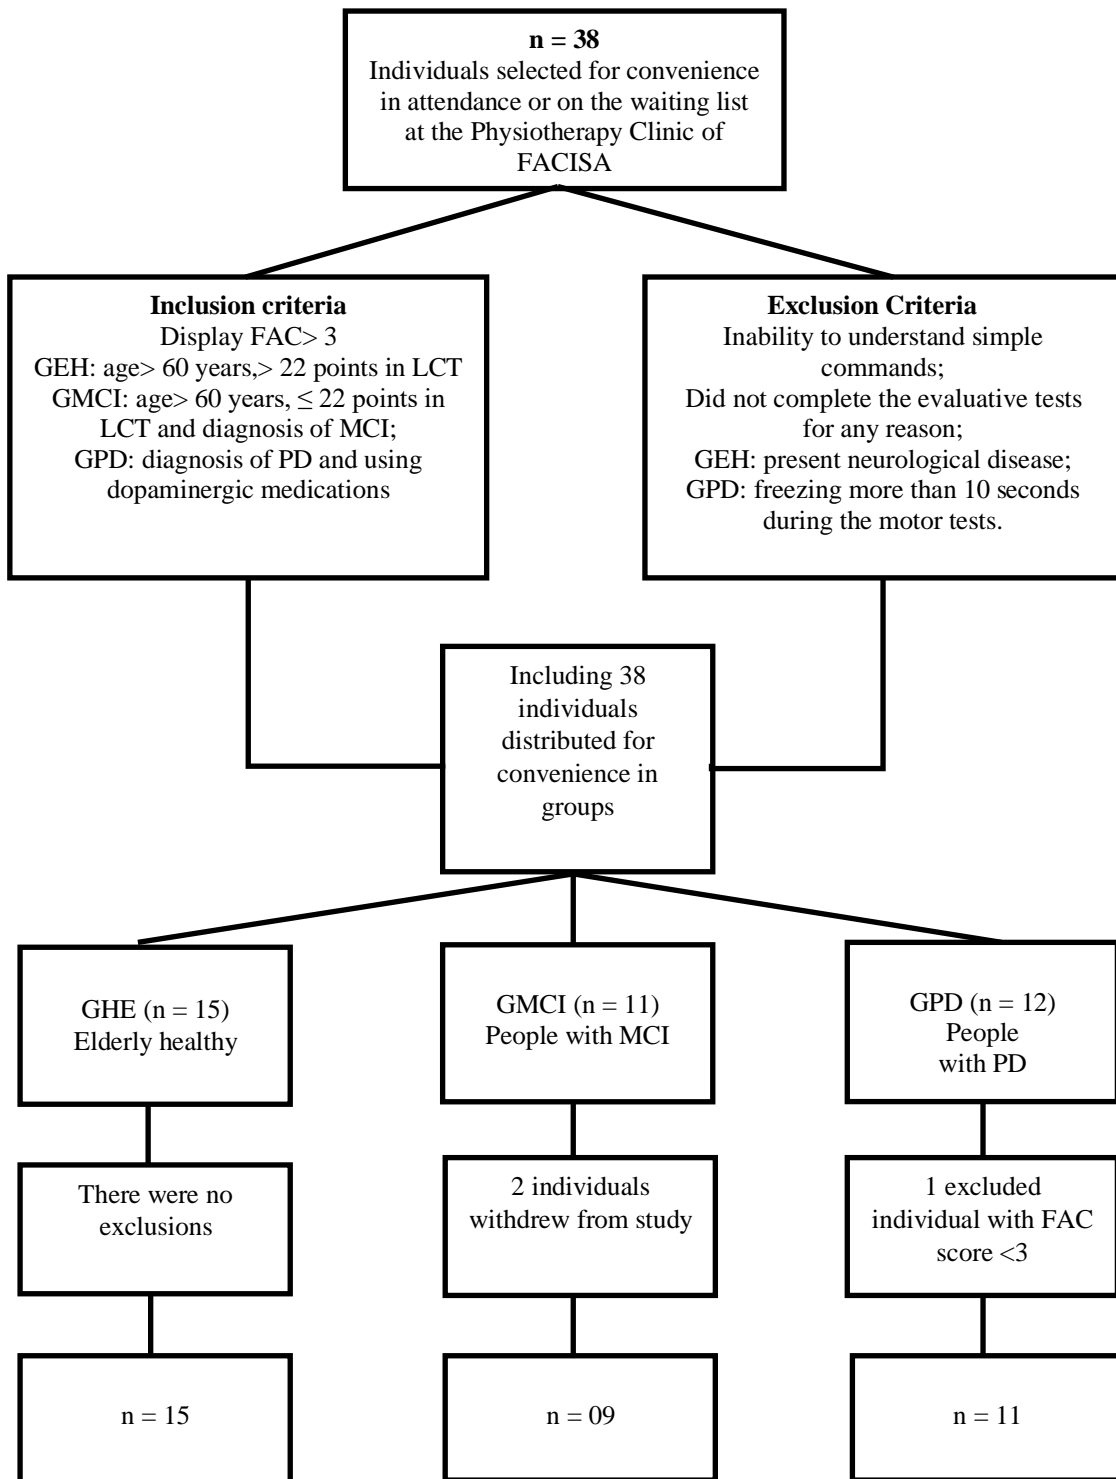 n = 38
Individuals selected for convenience
in attendance or on the waiting list
at the Physiotherapy Clinic of
FACISA
Inclusion criteria
Display FAC> 3
GEH: age> 60 years,> 22 points in LCT
GMCI: age> 60 years, ≤ 22 points in
LCT and diagnosis of MCI;
GPD: diagnosis of PD and using
dopaminergic medications
Exclusion Criteria
Inability to understand simple
commands;
Did not complete the evaluative tests
for any reason;
GEH: present neurological disease;
GPD: freezing more than 10 seconds
during the motor tests.
Including 38
individuals
distributed for
convenience in
groups
GHE (n = 15)
Elderly healthy
GMCI (n = 11)
People with MCI
GPD (n = 12)
People
with PD
There were no
exclusions
2 individuals
withdrew from study
1 excluded
individual with FAC
score <3
n = 15
n = 09
n = 11